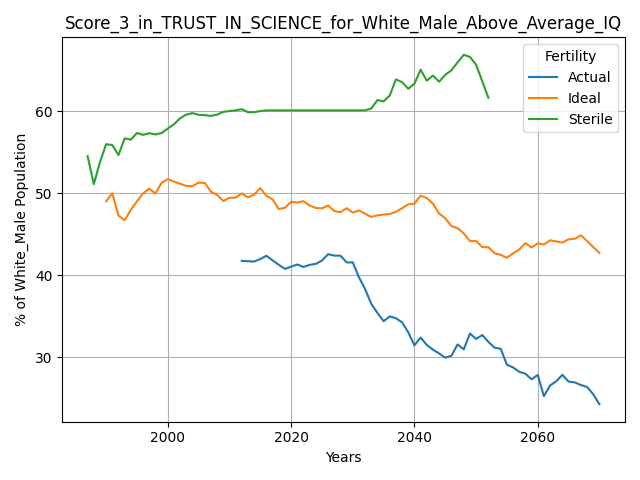 Score_3_in_TRUST_IN_SCIENCE_for_White_Male_Above_Average_IQ
% of White_Male Population
60
50
40
30
Fertility
Actual
Ideal
Sterile
2000
2020
2040
2060
Years